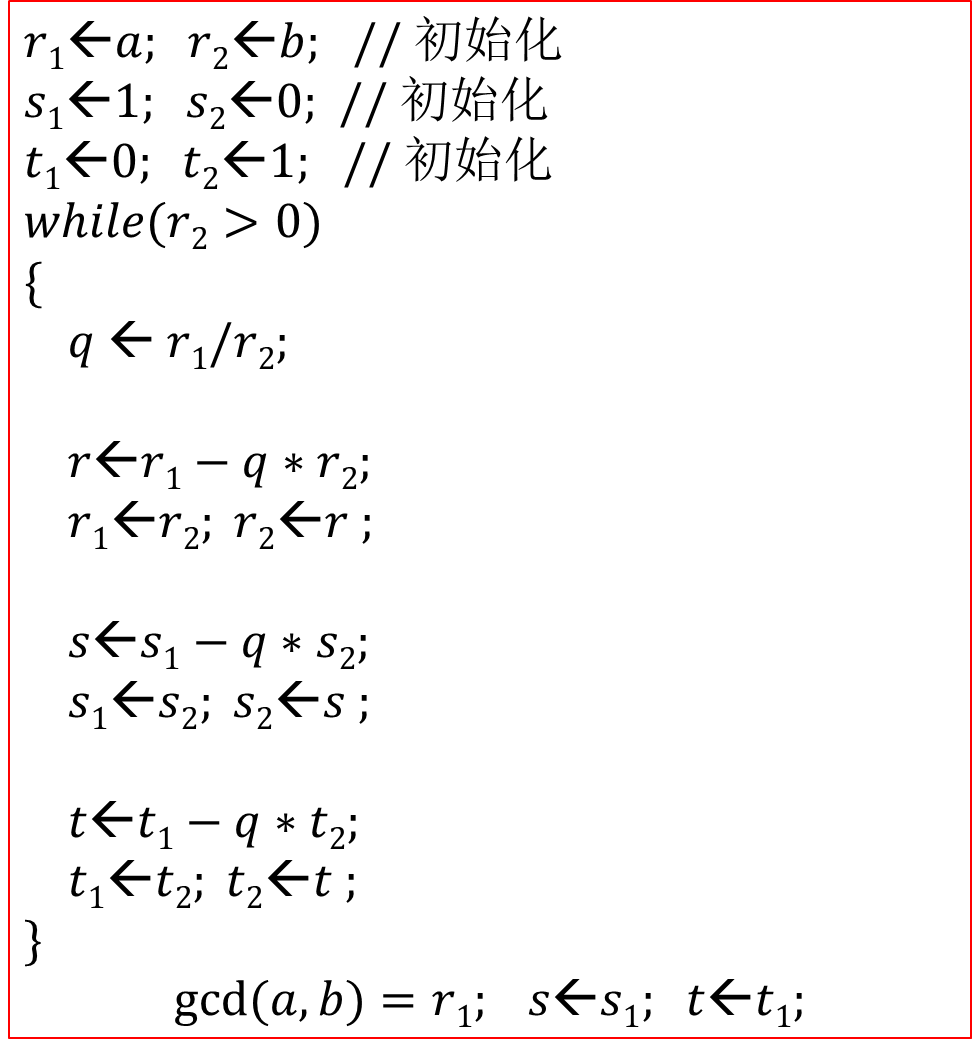 r₁←a; r₂←b; // 初始化
s₁←1; s₂←0; // 初始化
t₁←0; t₂←1; // 初始化
while(r₂ > 0)
{
q ← r₁/r₂;
r←r₁ − q ∗ r₂;
r₁←r₂; r₂←r ;
s←s₁ − q ∗ s₂;
s₁←s₂; s₂←s ;
t←t₁ − q ∗ t₂;
t₁←t₂; t₂←t ;
}
gcd(a, b) = r₁; s←s₁; t←t₁;